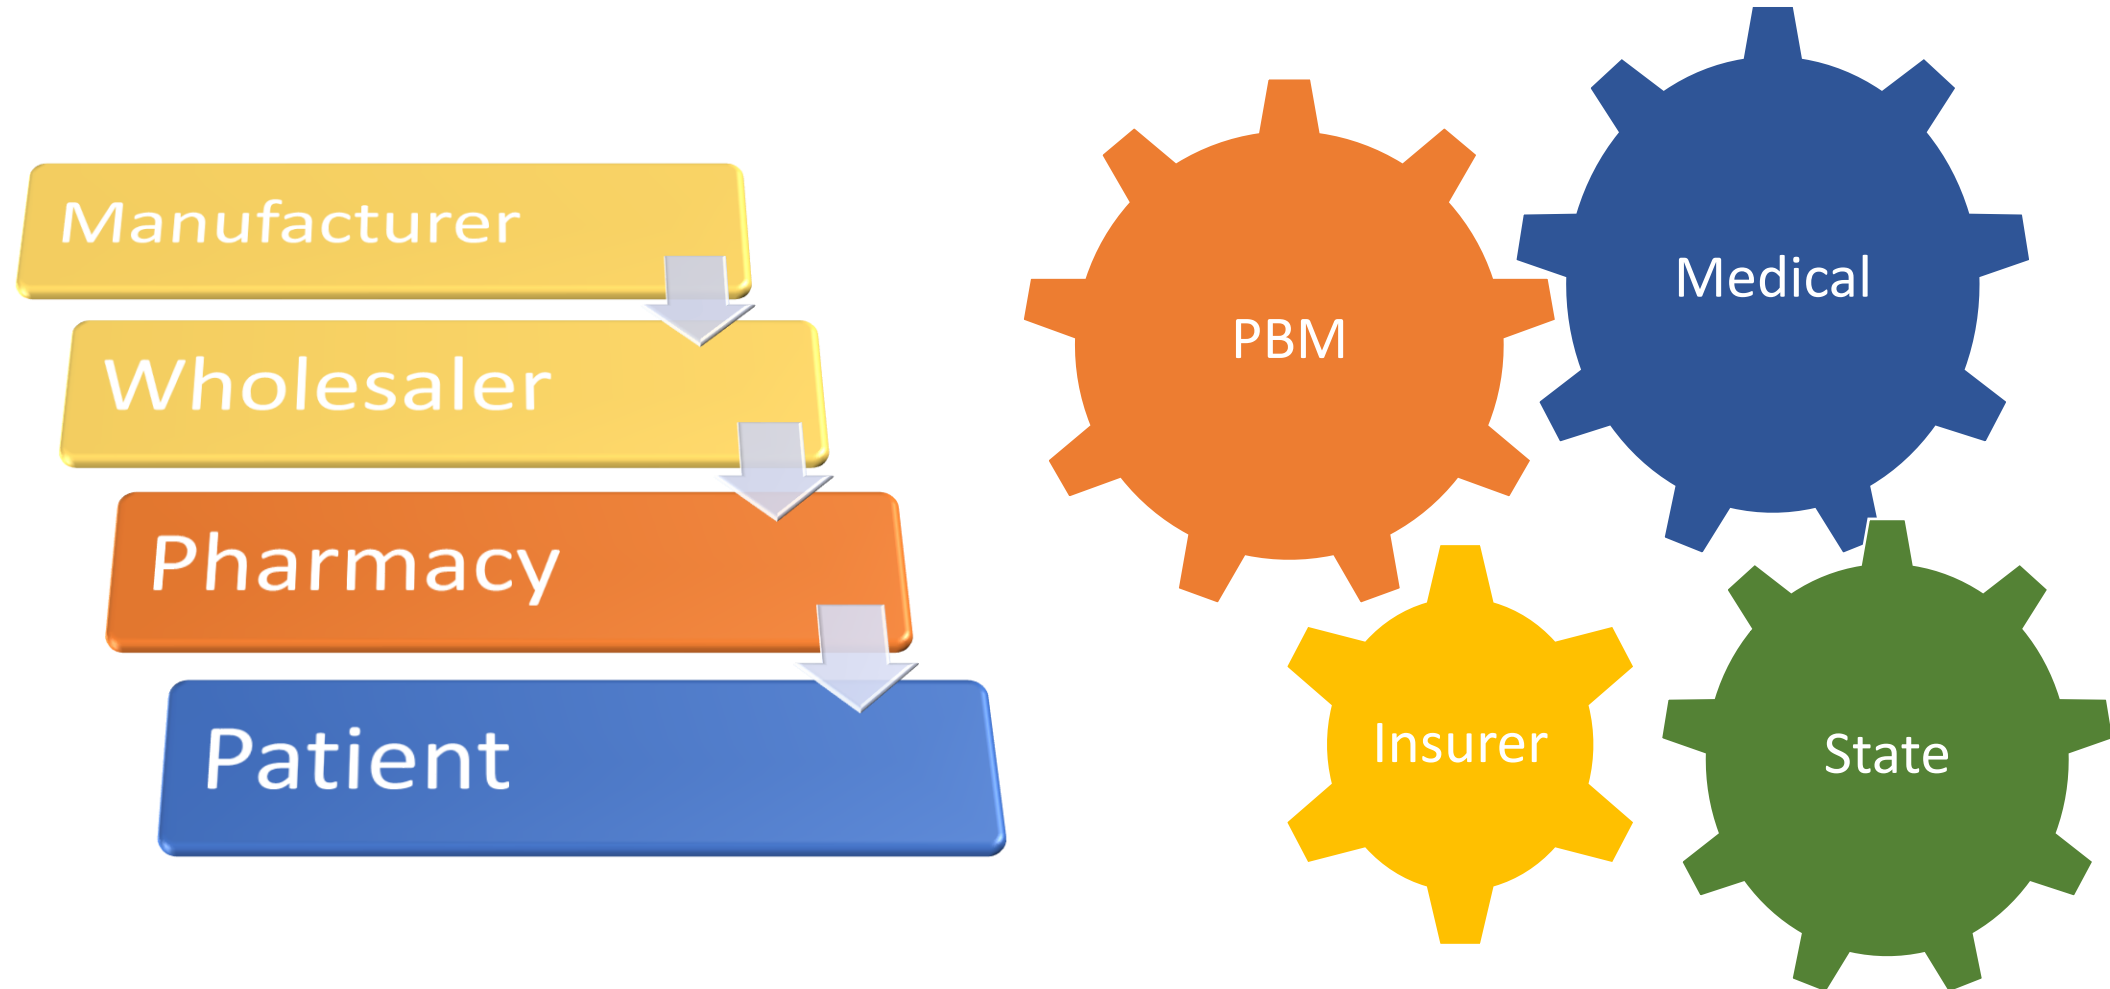 Manufacturer
Wholesaler
Pharmacy
Patient
PBM
Medical
Insurer
State